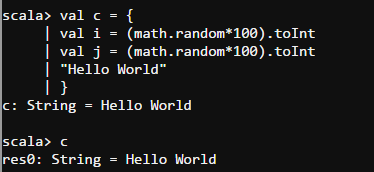 scala> val c = {
     | val i = (math.random*100).toInt
     | val j = (math.random*100).toInt
     | "Hello World"
     | }
c: String = Hello World
scala> c
res0: String = Hello World